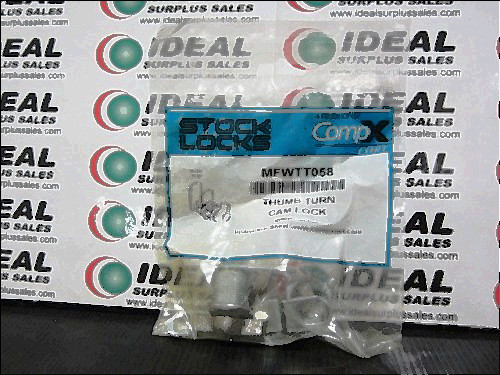 IDEAL
SURPLUS SALES
www.idealsurplussales.com
STOCK
LOCKS
CompX
MFWTT058
THUMB TURN
CAM LOCK